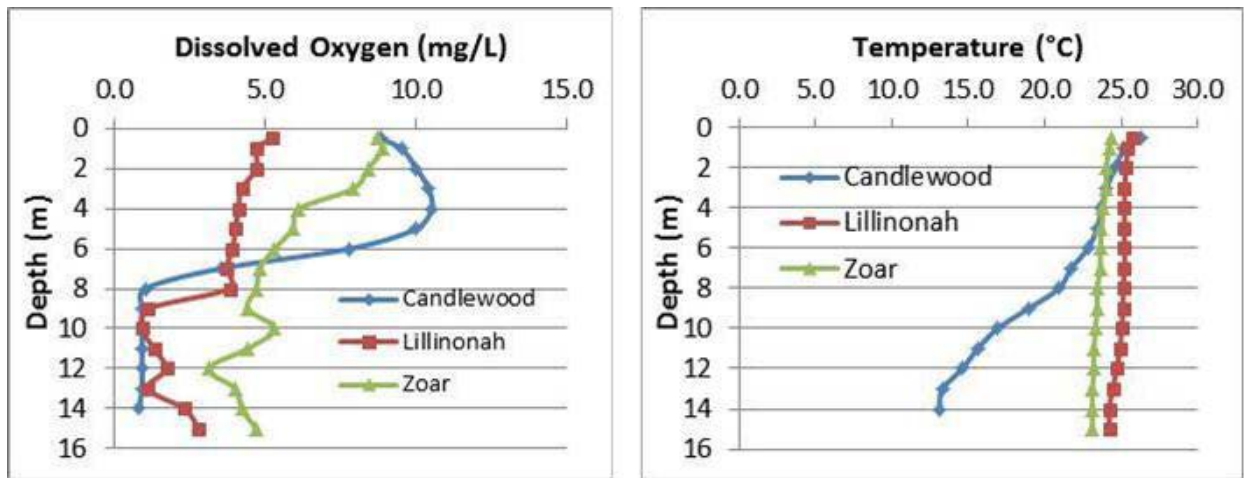 Dissolved Oxygen (mg/L)
0.0 5.0 10.0 15.0
0
2
4
6
8
10
12
14
16
Depth (m)
Candlewood
Lillinonah
Zoar
Temperature (°C)
0.0 5.0 10.0 15.0 20.0 25.0 30.0
0
2
4
6
8
10
12
14
16
Depth (m)
Candlewood
Lillinonah
Zoar